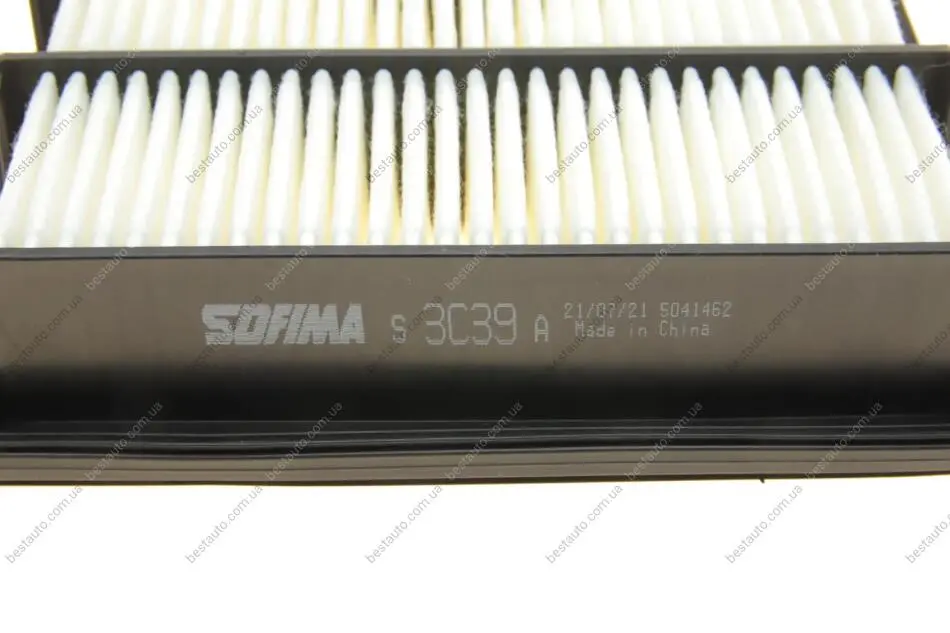 SOFIMA S 3C39 A 21/07/21 5041462
Made in China
bestauto.com.ua